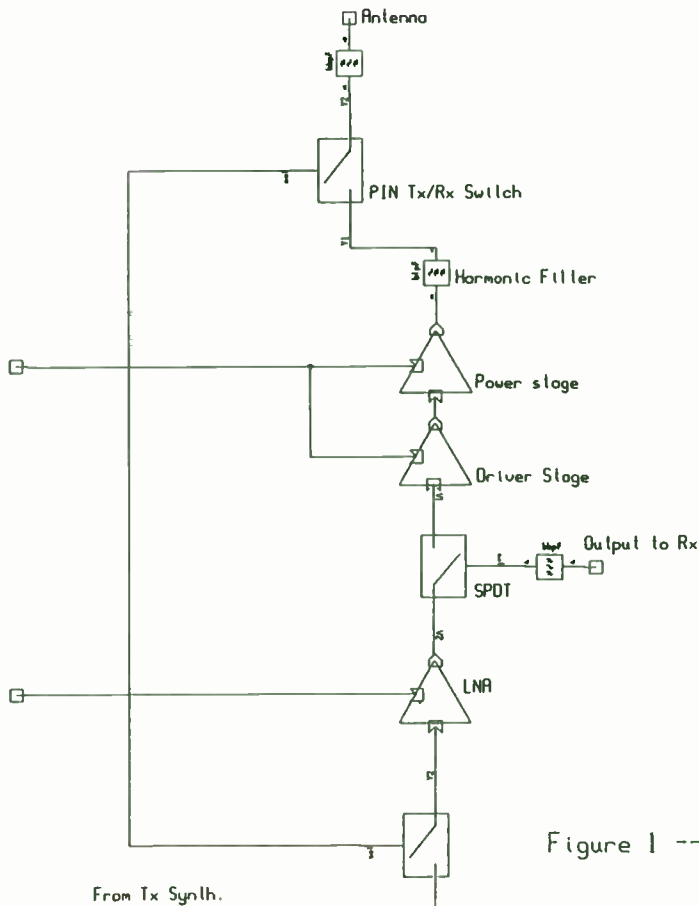 Antenna
PIN Tx/Rx Switch
Harmonic Filter
Power stage
Driver Stage
Output to Rx
SPDT
LNA
Figure 1 --
From Tx Synth.